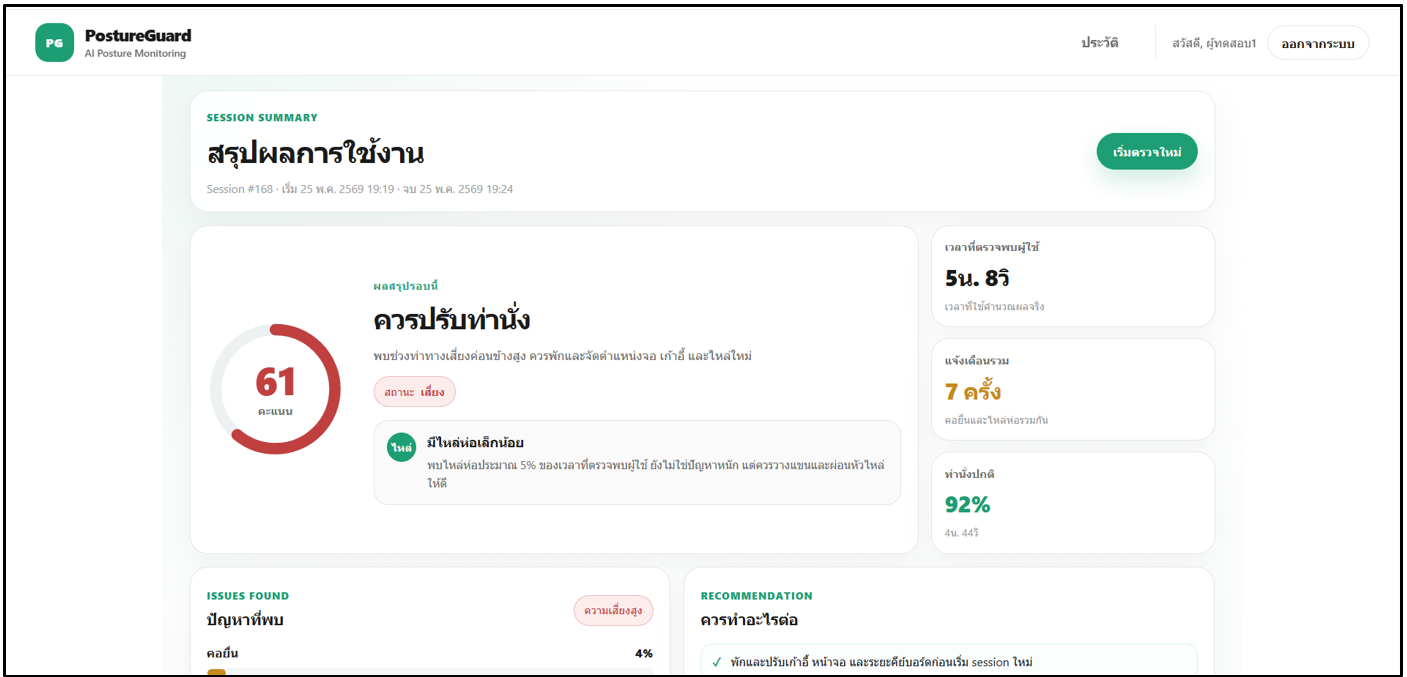 PG
PostureGuard
AI Posture Monitoring
ประวัติ
สวัสดี, ผู้ทดสอบ1
ออกจากระบบ
SESSION SUMMARY
สรุปผลการใช้งาน
Session #168 · เริ่ม 25 พ.ค. 2569 19:19 · จบ 25 พ.ค. 2569 19:24
เริ่มตรวจใหม่
61
คะแนน
ผลสรุปรอบนี้
ควรปรับท่านั่ง
พบช่วงท่าทางเสี่ยงค่อนข้างสูง ควรพักและจัดตำแหน่งจอ เก้าอี้ และไหล่ใหม่
สถานะ เสี่ยง
ไหล่
มีไหล่ห่อเล็กน้อย
พบไหล่ห่อประมาณ 5% ของเวลาที่ตรวจพบผู้ใช้ ยังไม่ใช่ปัญหาหนัก แต่ควรวางแขนและผ่อนหัวไหล่
ให้ดี
เวลาที่ตรวจพบผู้ใช้
5น. 8วิ
เวลาที่ใช้คำนวณผลจริง
แจ้งเตือนรวม
7 ครั้ง
คอยื่นและไหล่ห่อรวมกัน
ท่านั่งปกติ
92%
4น. 44วิ
ISSUES FOUND
ปัญหาที่พบ
ความเสี่ยงสูง
คอยื่น
4%
RECOMMENDATION
ควรทำอะไรต่อ
✓ พักและปรับเก้าอี้ หน้าจอ และระยะคีย์บอร์ดก่อนเริ่ม session ใหม่